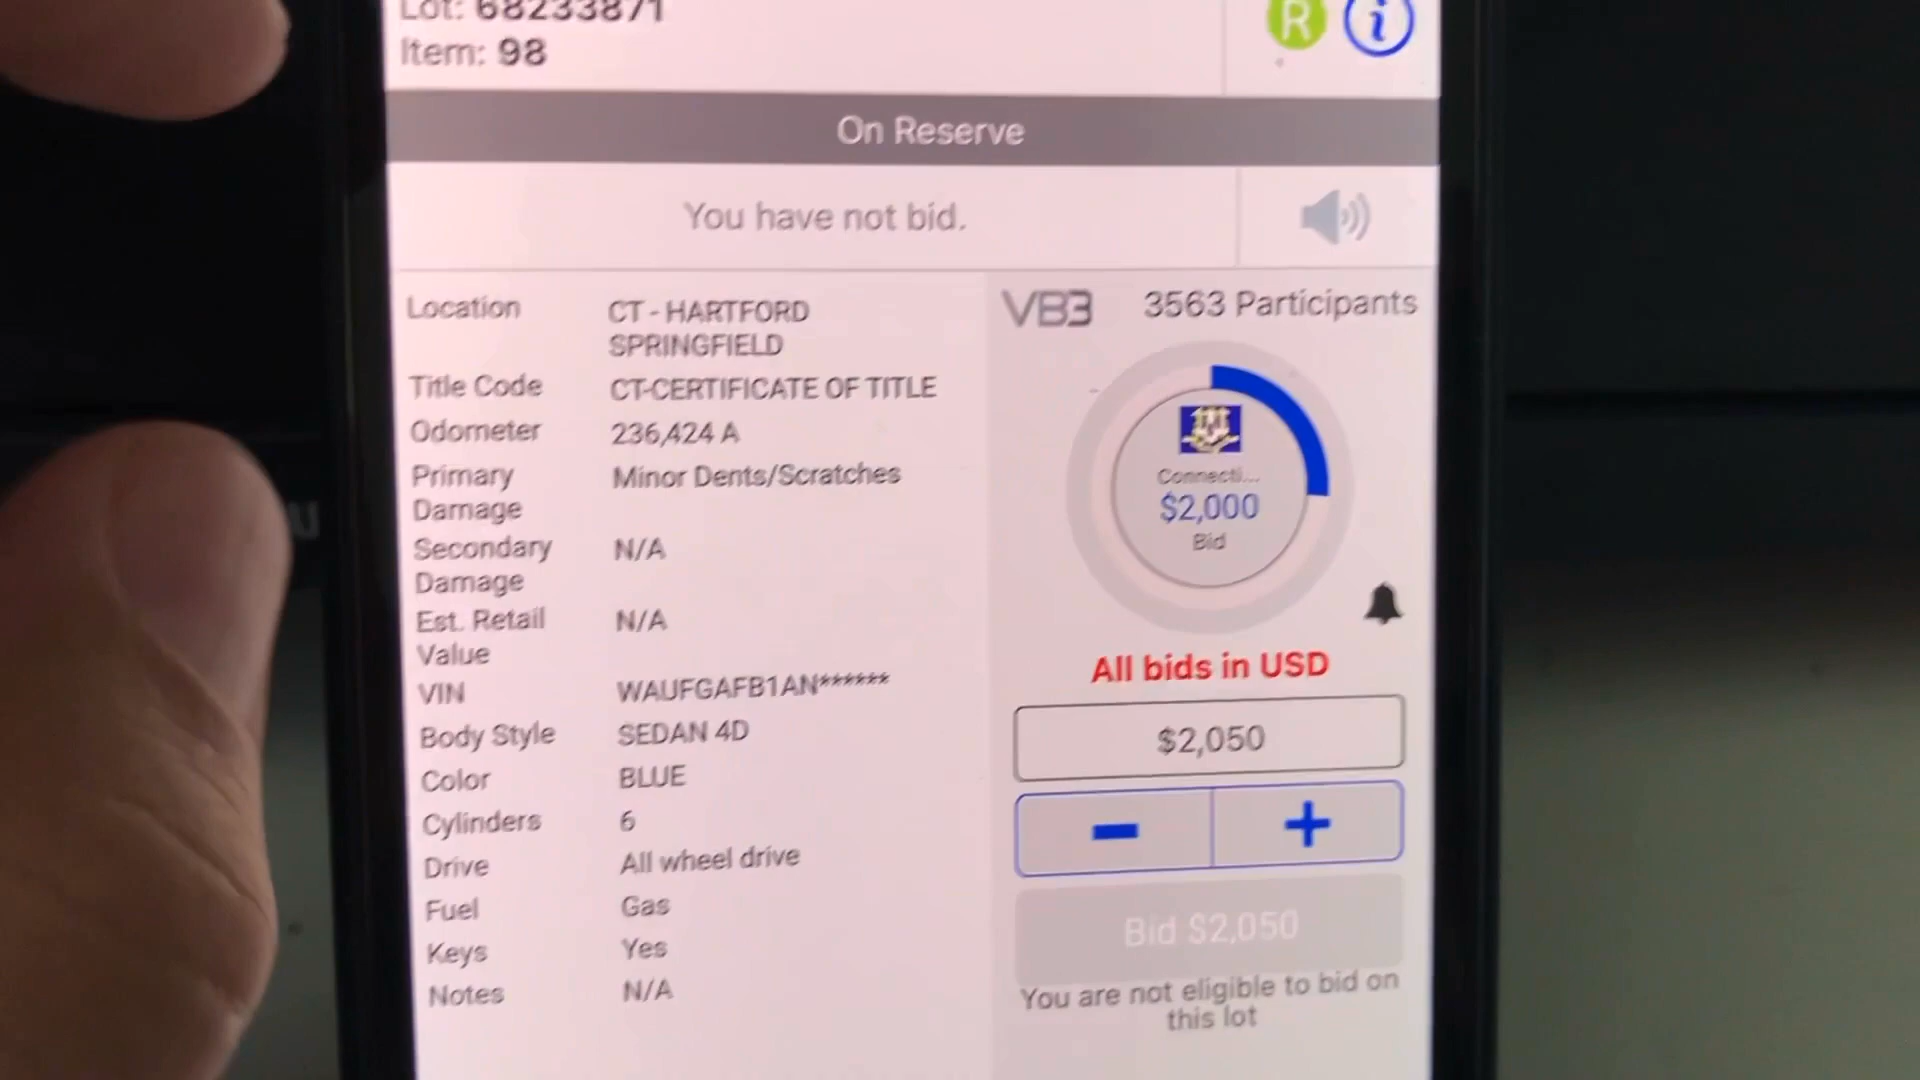 Lot: 68233871
Item: 98
R
i
On Reserve
You have not bid.
Location
CT - HARTFORD
SPRINGFIELD
Title Code
CT-CERTIFICATE OF TITLE
Odometer
236,424 A
Primary
Damage
Minor Dents/Scratches
Secondary
Damage
N/A
Est. Retail
Value
N/A
VIN
WAUFGAFB1AN******
Body Style
SEDAN 4D
Color
BLUE
Cylinders
6
Drive
All wheel drive
Fuel
Gas
Keys
Yes
Notes
N/A
VB3
3563 Participants
Connecti...
$2,000
Bid
All bids in USD
$2,050
−
+
Bid $2,050
You are not eligible to bid on
this lot